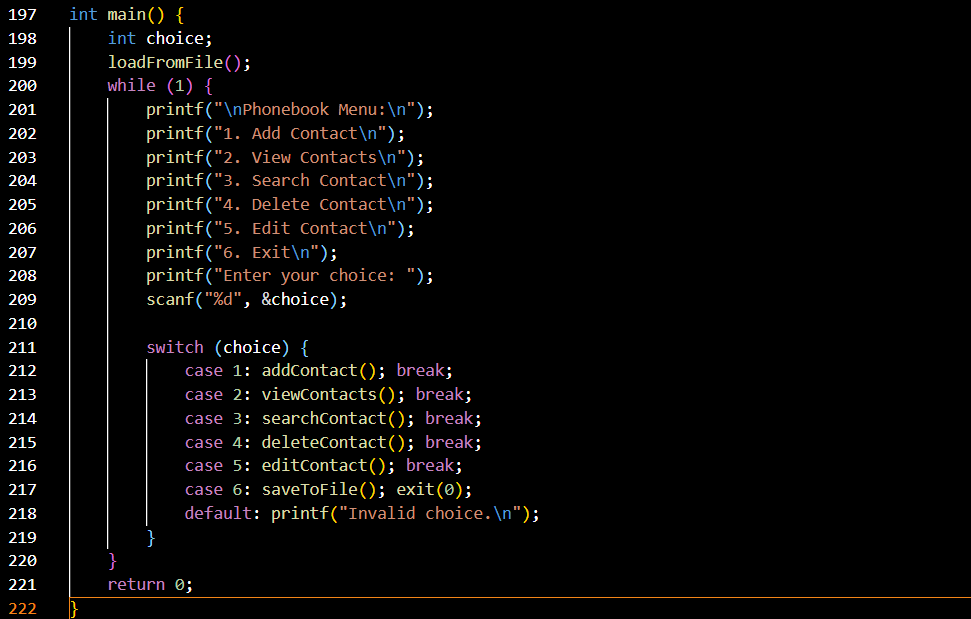 197 int main() {
198     int choice;
199     loadFromFile();
200     while (1) {
201         printf("\nPhonebook Menu:\n");
202         printf("1. Add Contact\n");
203         printf("2. View Contacts\n");
204         printf("3. Search Contact\n");
205         printf("4. Delete Contact\n");
206         printf("5. Edit Contact\n");
207         printf("6. Exit\n");
208         printf("Enter your choice: ");
209         scanf("%d", &choice);
210
211         switch (choice) {
212             case 1: addContact(); break;
213             case 2: viewContacts(); break;
214             case 3: searchContact(); break;
215             case 4: deleteContact(); break;
216             case 5: editContact(); break;
217             case 6: saveToFile(); exit(0);
218             default: printf("Invalid choice.\n");
219         }
220     }
221     return 0;
222 }